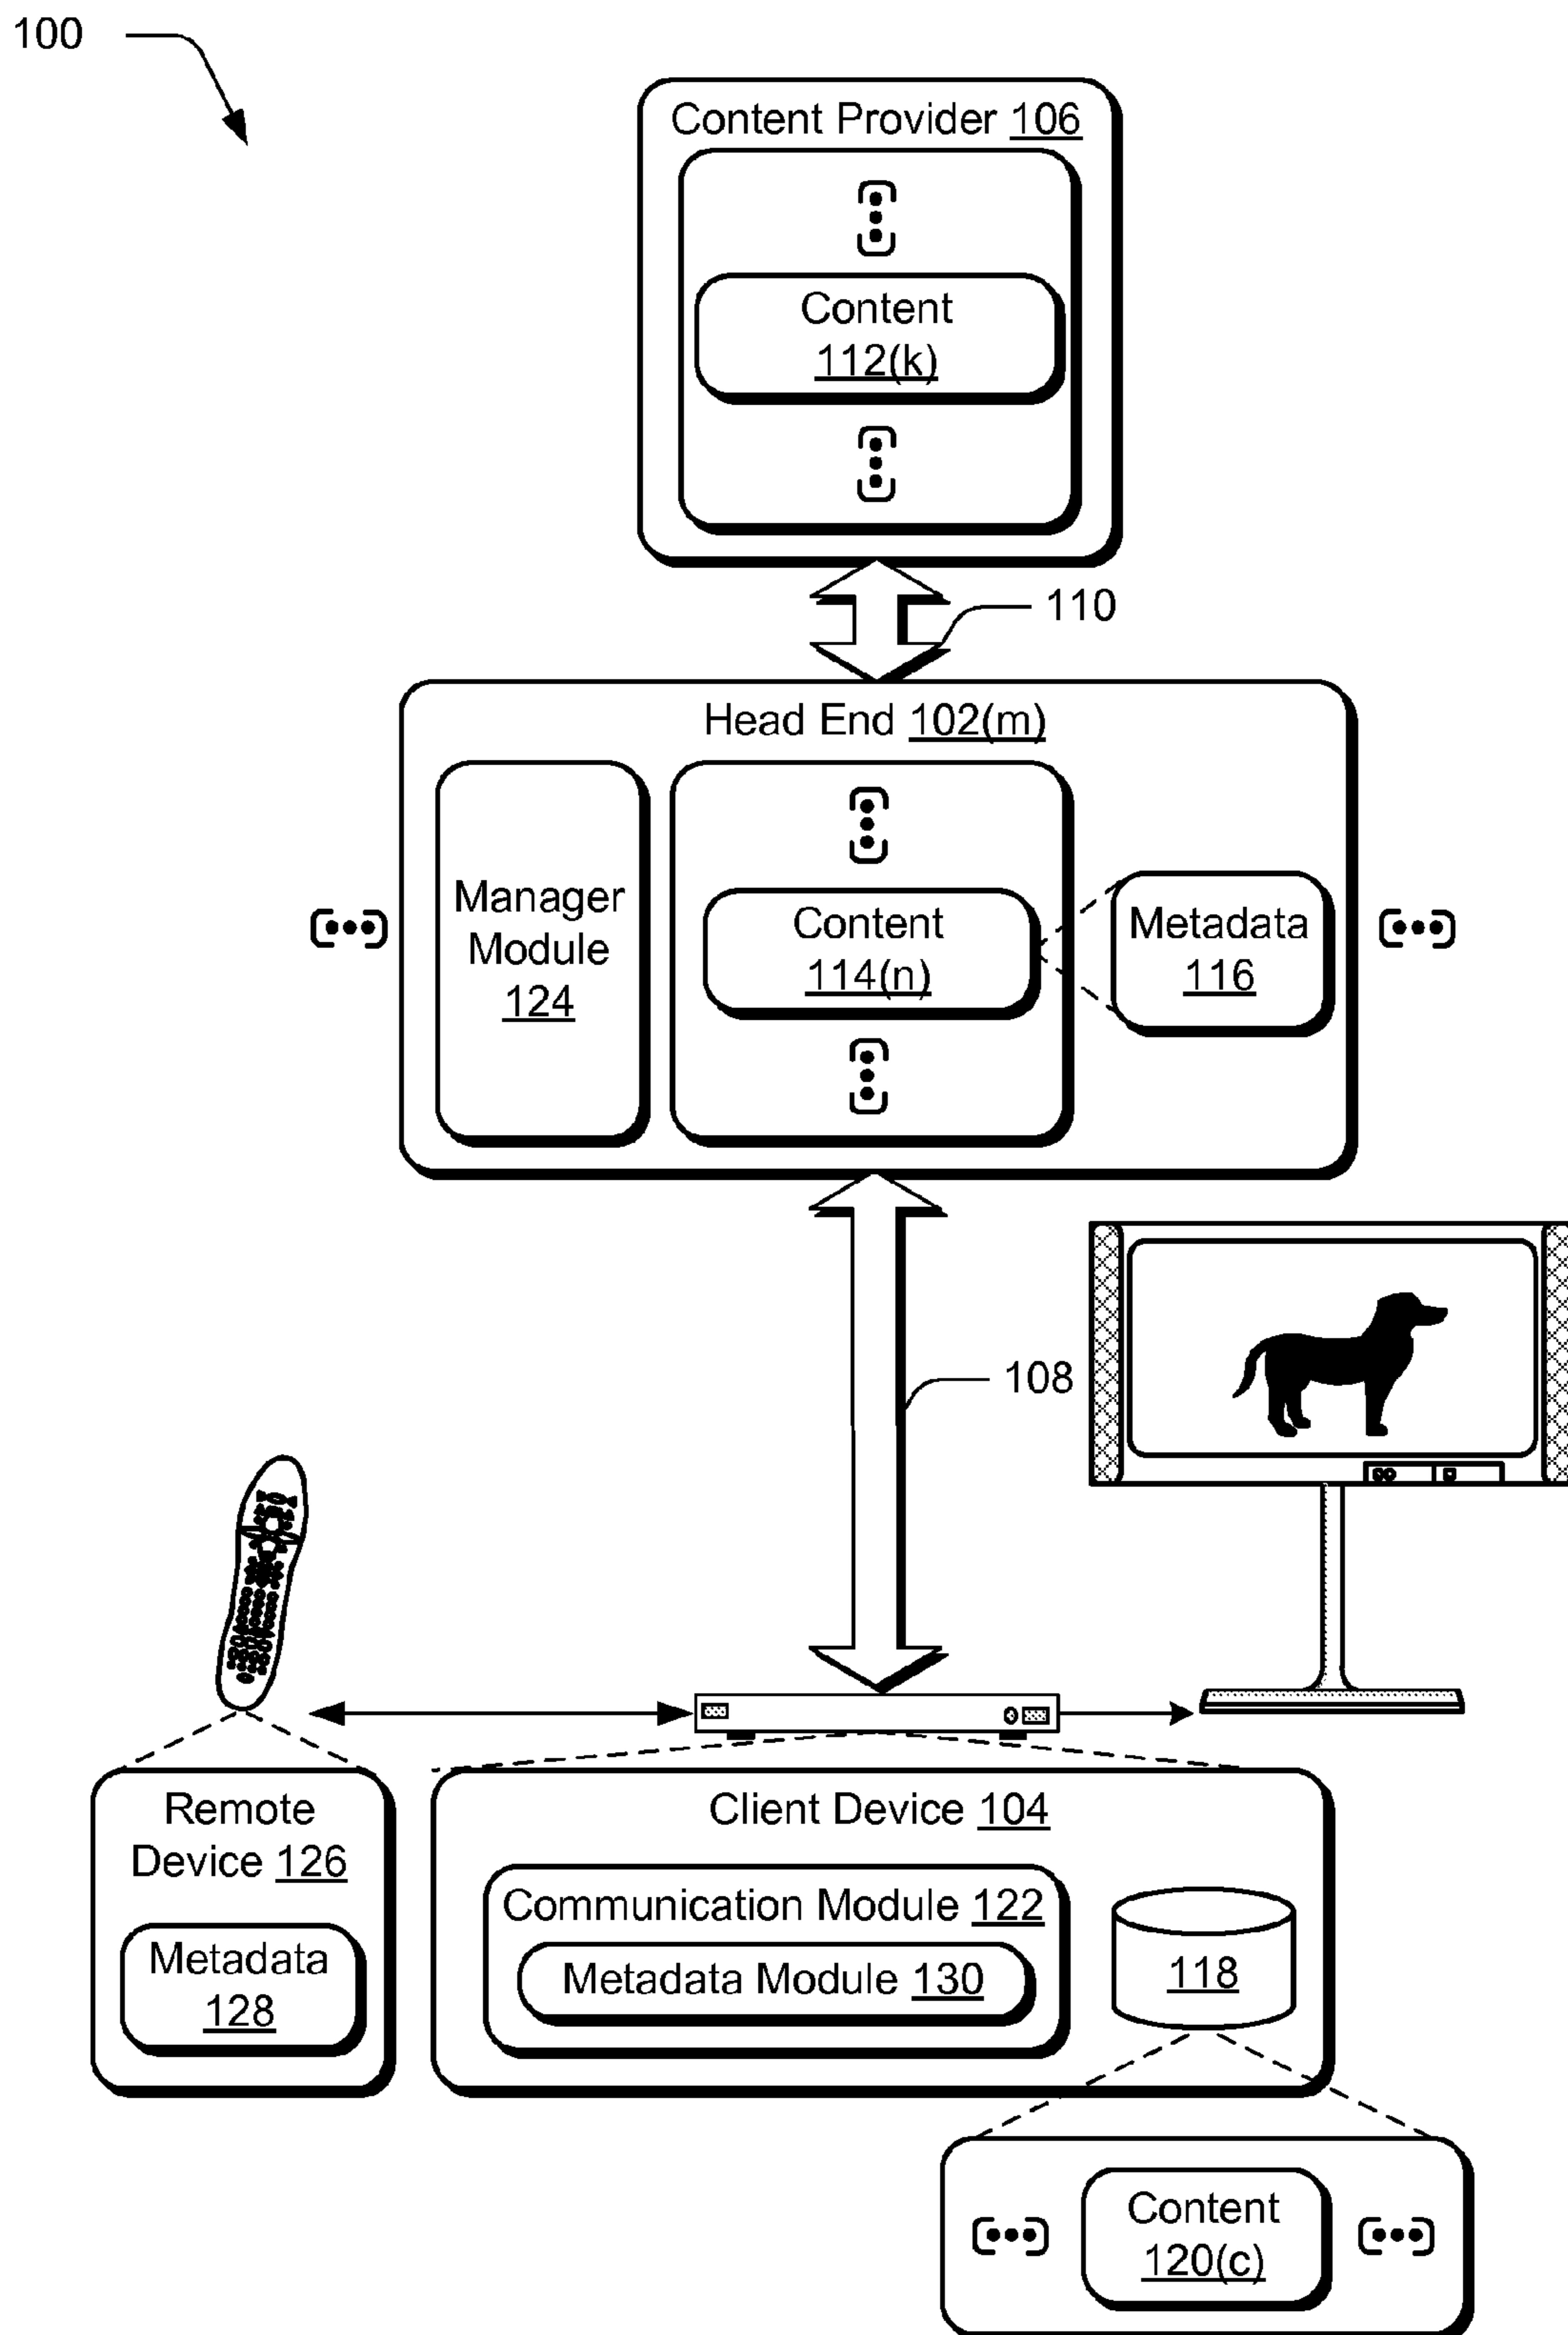 100
Content Provider 106
Content
112(k)
110
Head End 102(m)
Manager
Module
124
Content
114(n)
Metadata
116
108
Remote
Device 126
Metadata
128
Client Device 104
Communication Module 122
Metadata Module 130
118
Content
120(c)